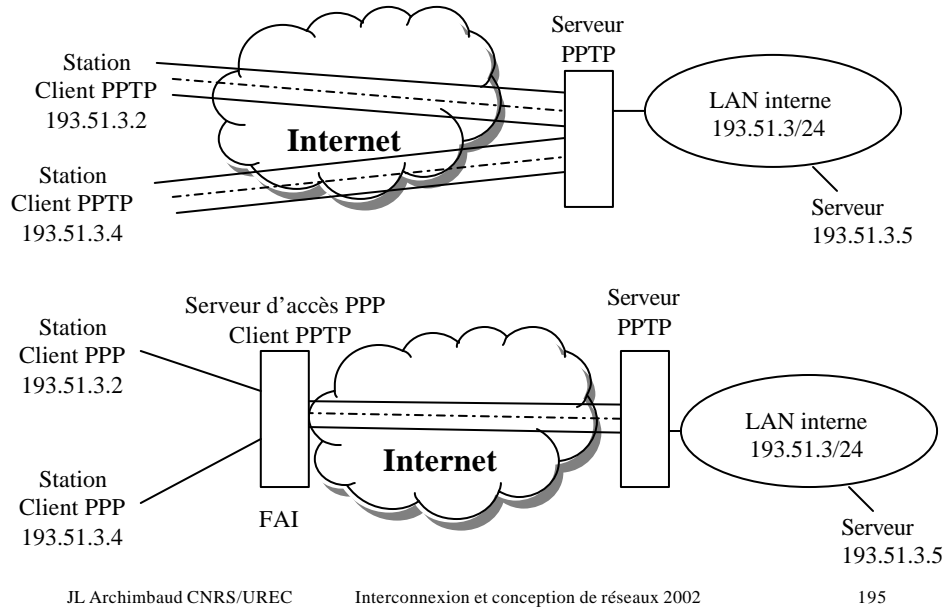 Serveur
PPTP
Station
Client PPTP
193.51.3.2
LAN interne
193.51.3/24
Internet
Station
Client PPTP
193.51.3.4
Serveur
193.51.3.5
Serveur d'accès PPP
Client PPTP
Serveur
PPTP
Station
Client PPP
193.51.3.2
LAN interne
193.51.3/24
Internet
Station
Client PPP
193.51.3.4
FAI
Serveur
193.51.3.5
JL Archimbaud CNRS/UREC Interconnexion et conception de réseaux 2002 195